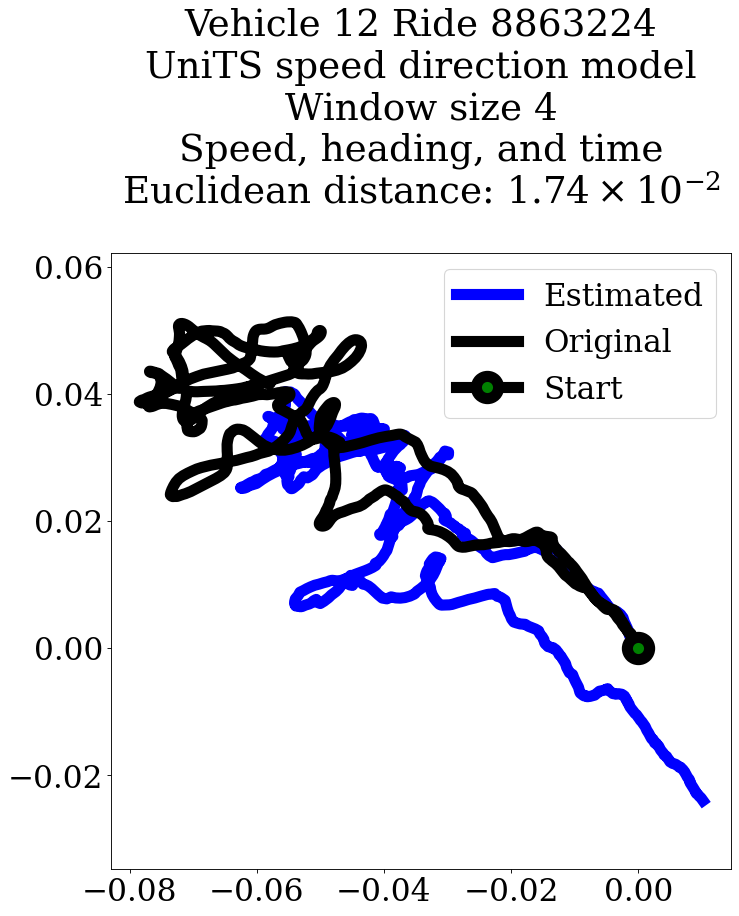 Vehicle 12 Ride 8863224
UniTS speed direction model
Window size 4
Speed, heading, and time
Euclidean distance: 1.74 × 10⁻²
Estimated
Original
Start
0.06
0.04
0.02
0.00
−0.02
−0.08 −0.06 −0.04 −0.02 0.00